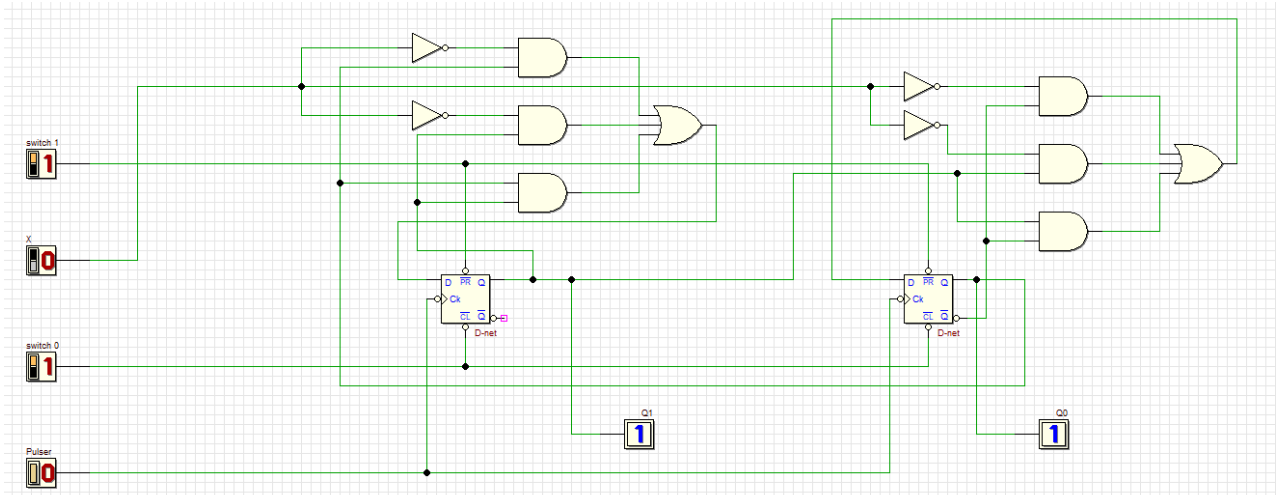 switch 1
1
X
0
D PR Q
Ck
CL Q
D-net
D PR Q
Ck
CL Q
D-net
switch 0
1
Q1
1
Q0
1
Pulser
0